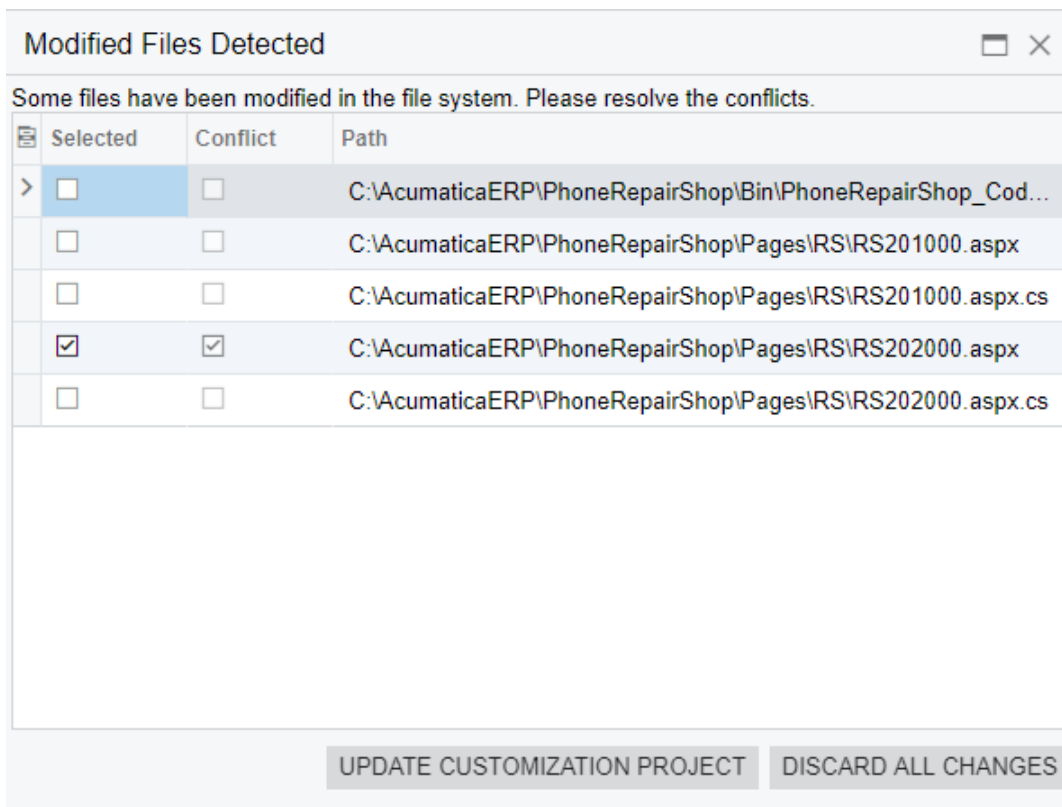 Modified Files Detected
Some files have been modified in the file system. Please resolve the conflicts.
Selected Conflict Path
C:\AcumaticaERP\PhoneRepairShop\Bin\PhoneRepairShop_Cod...
C:\AcumaticaERP\PhoneRepairShop\Pages\RS\RS201000.aspx
C:\AcumaticaERP\PhoneRepairShop\Pages\RS\RS201000.aspx.cs
C:\AcumaticaERP\PhoneRepairShop\Pages\RS\RS202000.aspx
C:\AcumaticaERP\PhoneRepairShop\Pages\RS\RS202000.aspx.cs
UPDATE CUSTOMIZATION PROJECT DISCARD ALL CHANGES